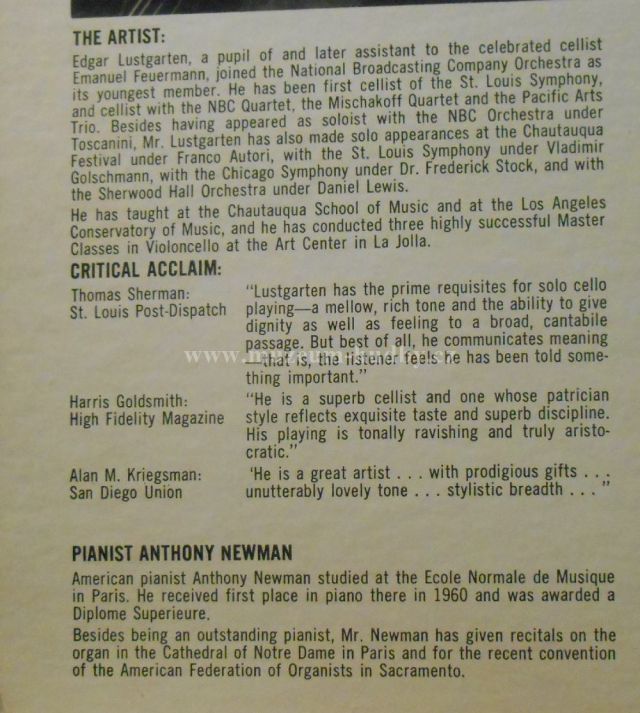 THE ARTIST:
Edgar Lustgarten, a pupil of and later assistant to the celebrated cellist
Emanuel Feuermann, joined the National Broadcasting Company Orchestra as
its youngest member. He has been first cellist of the St. Louis Symphony,
and cellist with the NBC Quartet, the Mischakoff Quartet and the Pacific Arts
Trio. Besides having appeared as soloist with the NBC Orchestra under
Toscanini, Mr. Lustgarten has also made solo appearances at the Chautauqua
Festival under Franco Autori, with the St. Louis Symphony under Vladimir
Golschmann, with the Chicago Symphony under Dr. Frederick Stock, and with
the Sherwood Hall Orchestra under Daniel Lewis.
He has taught at the Chautauqua School of Music and at the Los Angeles
Conservatory of Music, and he has conducted three highly successful Master
Classes in Violoncello at the Art Center in La Jolla.
CRITICAL ACCLAIM:
Thomas Sherman:
St. Louis Post-Dispatch
"Lustgarten has the prime requisites for solo cello
playing—a mellow, rich tone and the ability to give
dignity as well as feeling to a broad, cantabile
passage. But best of all, he communicates meaning
—that is, the listener feels he has been told some-
thing important."
Harris Goldsmith:
High Fidelity Magazine
"He is a superb cellist and one whose patrician
style reflects exquisite taste and superb discipline.
His playing is tonally ravishing and truly aristo-
cratic."
Alan M. Kriegsman:
San Diego Union
'He is a great artist . . . with prodigious gifts . . .
unutterably lovely tone . . . stylistic breadth . . . "
PIANIST ANTHONY NEWMAN
American pianist Anthony Newman studied at the Ecole Normale de Musique
in Paris. He received first place in piano there in 1960 and was awarded a
Diplome Superieure.
Besides being an outstanding pianist, Mr. Newman has given recitals on the
organ in the Cathedral of Notre Dame in Paris and for the recent convention
of the American Federation of Organists in Sacramento.